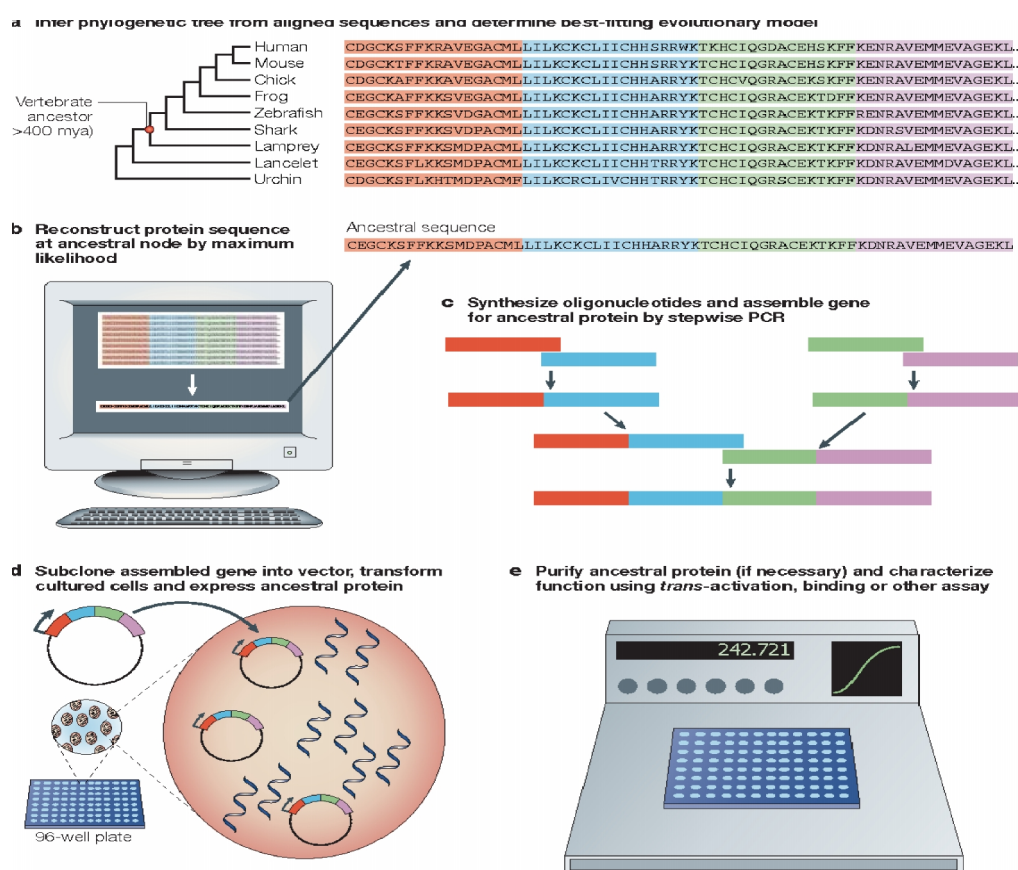 a Infer phylogenetic tree from aligned sequences and determine best-fitting evolutionary model
Human CDGCKSFFKRAVEGACMLLILKCKCLIICHHSRRWKTKHCIQGDACEHSKFFKENRAVEMMEVAGEKL..
Mouse CDGCKTFFKRAVEGACMLLILKCKCLIICHHSRRYKTCHCIQGRACEHSKFFKENRAVEMMEVAGEKL..
Chick CDGCKAFFKKAVEGACMLLILKCKCLIICHHARRYKTCHCVQGRACEKSKFFKENRAVEMMEVAGEKL..
Frog CEGCKAFFKKSVEGACMLLILKCKCLIICHHARRYKTCHCIQGRACEKTDFFKENRAVEMMEVAGEKL..
Zebrafish CEGCKSFFKKSVDGACMLLILKCKCLIICHHARRYKTCHCIQGRACEKSRFFRENRSVEMMEVAGEKL..
Shark CEGCKSFFKKSVDPACMLLILKCKCLIICHHARRYKTCHCIQGRACEKTKFFKDNRSVEMMEVAGEKL..
Lamprey CEGCKSFFKKSMDPACMLLILKCKCLIICHHARRYKTCHCIQGRACEKTKFFKDNRALEMMEVAGEKL..
Lancelet CEGCKSFLKKSMDPACMLLILKCKCLIICHHTRRYKTCHCIQGRACEKTKFFKDNRAVEMMDVAGEKL..
Urchin CDGCKSFLKHTMDPACMFLILKCRCLIVCHHTRRYKTCHCIQGRSCEKTKFFKDNRAVEMMEVAGEKL..
Vertebrate
ancestor
>400 mya)
b Reconstruct protein sequence
at ancestral node by maximum
likelihood
Ancestral sequence
CEGCKSFFKKSMDPACMLLILKCKCLIICHHARRYKTCHCIQGRACEKTKFFKDNRAVEMMEVAGEKL
c Synthesize oligonucleotides and assemble gene
for ancestral protein by stepwise PCR
d Subclone assembled gene into vector, transform
cultured cells and express ancestral protein
96-well plate
e Purify ancestral protein (if necessary) and characterize
function using trans-activation, binding or other assay
242.721